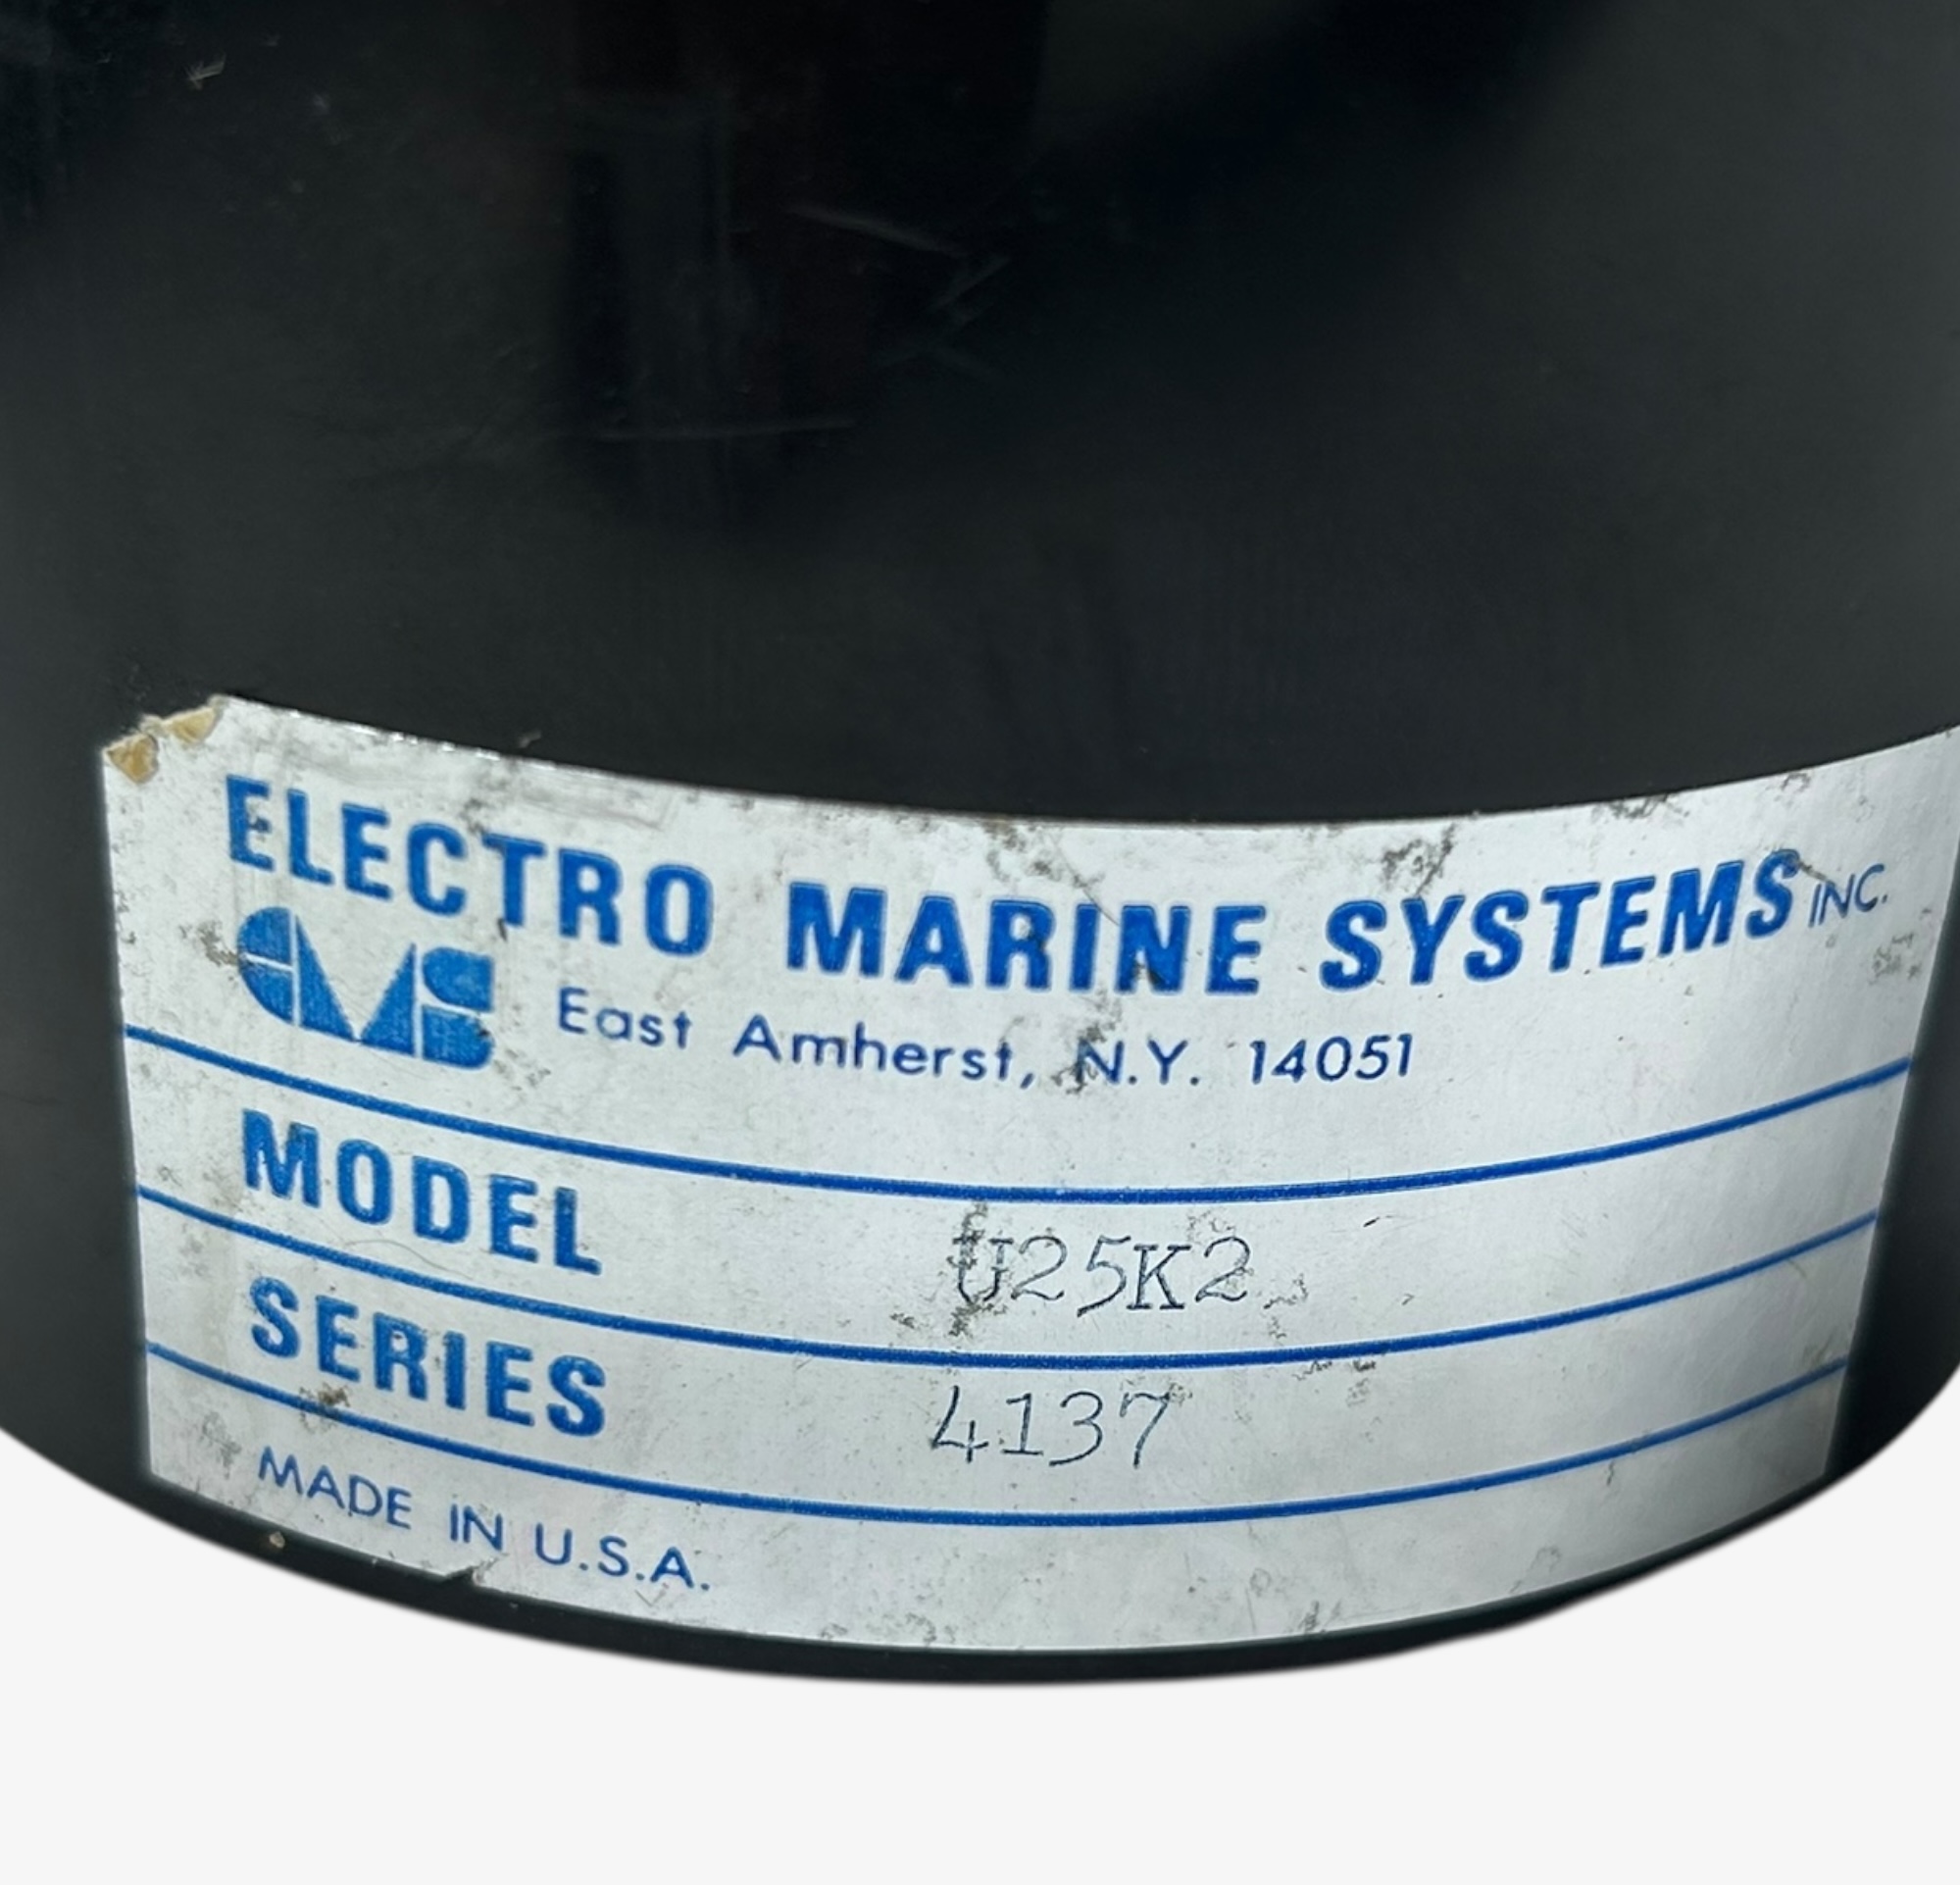 ELECTRO MARINE SYSTEMS INC.
EMS East Amherst, N.Y. 14051
MODEL U25K2
SERIES 4137
MADE IN U.S.A.